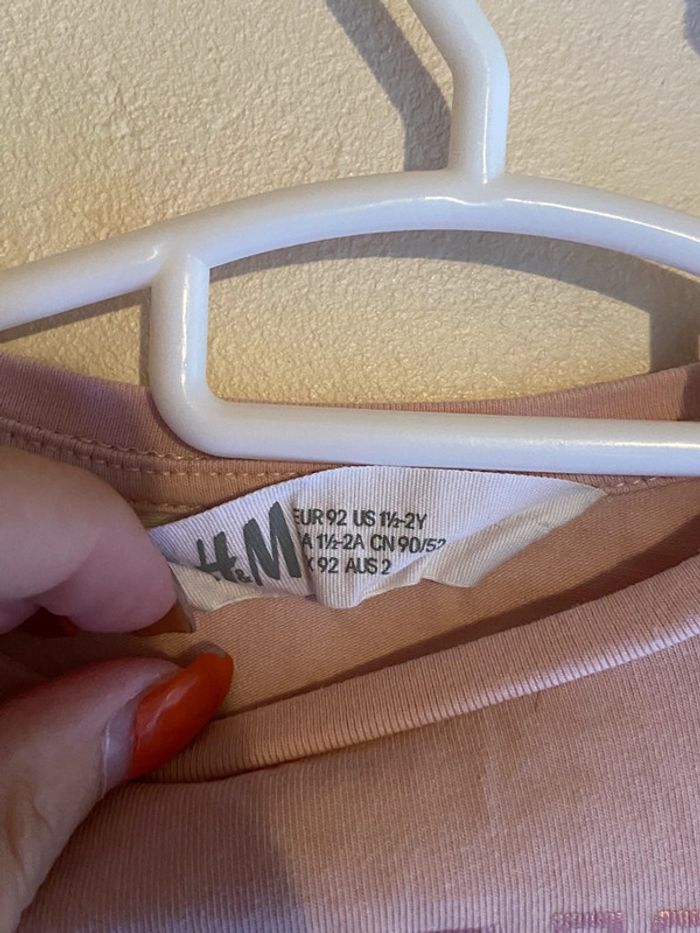 H&M
EUR 92 US 1½-2Y
A 1½-2A CN 90/52
92 AUS 2